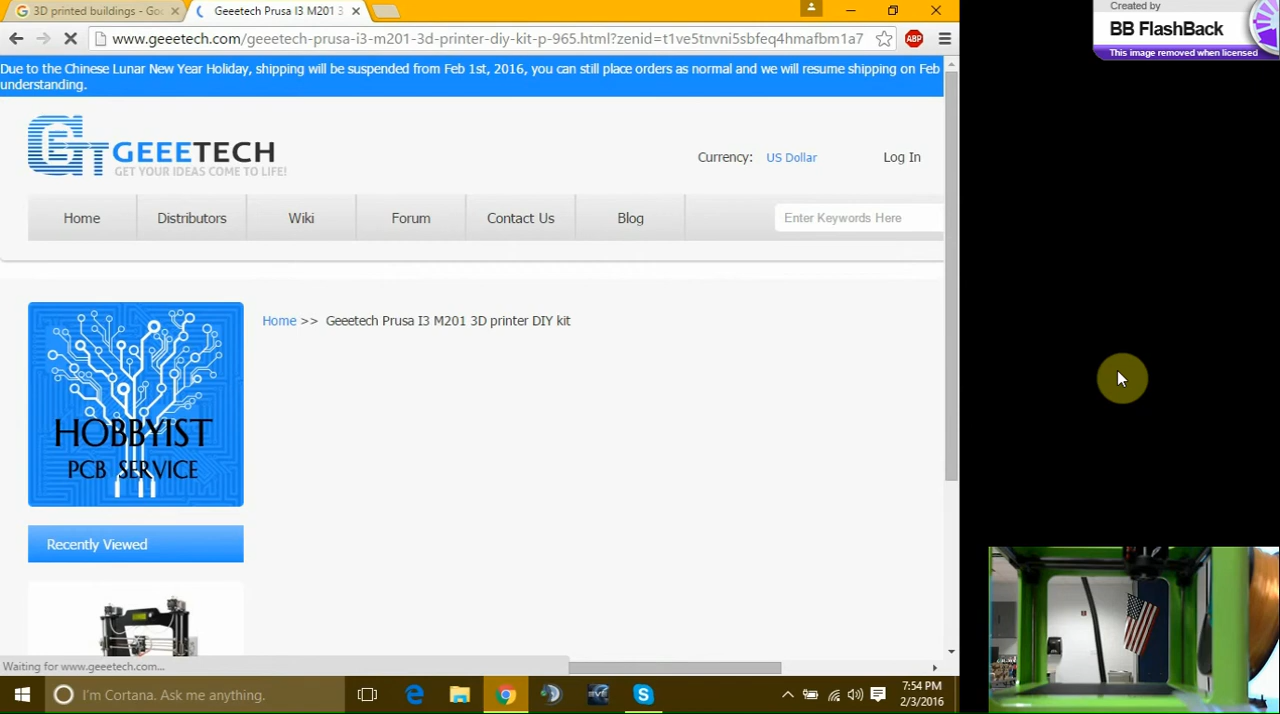 3D printed buildings - Goo
Geeetech Prusa I3 M201 3
www.geeetech.com/geeetech-prusa-i3-m201-3d-printer-diy-kit-p-965.html?zenid=t1ve5tnvni5sbfeq4hmafbm1a7
ABP
Created by
BB FlashBack
This image removed when licensed
Due to the Chinese Lunar New Year Holiday, shipping will be suspended from Feb 1st, 2016, you can still place orders as normal and we will resume shipping on Feb
understanding.
GEEETECH
GET YOUR IDEAS COME TO LIFE!
Currency: US Dollar Log In
Home Distributors Wiki Forum Contact Us Blog Enter Keywords Here
Home >> Geeetech Prusa I3 M201 3D printer DIY kit
HOBBYIST
PCB SERVICE
Recently Viewed
Waiting for www.geeetech.com...
I'm Cortana. Ask me anything.
7:54 PM
2/3/2016